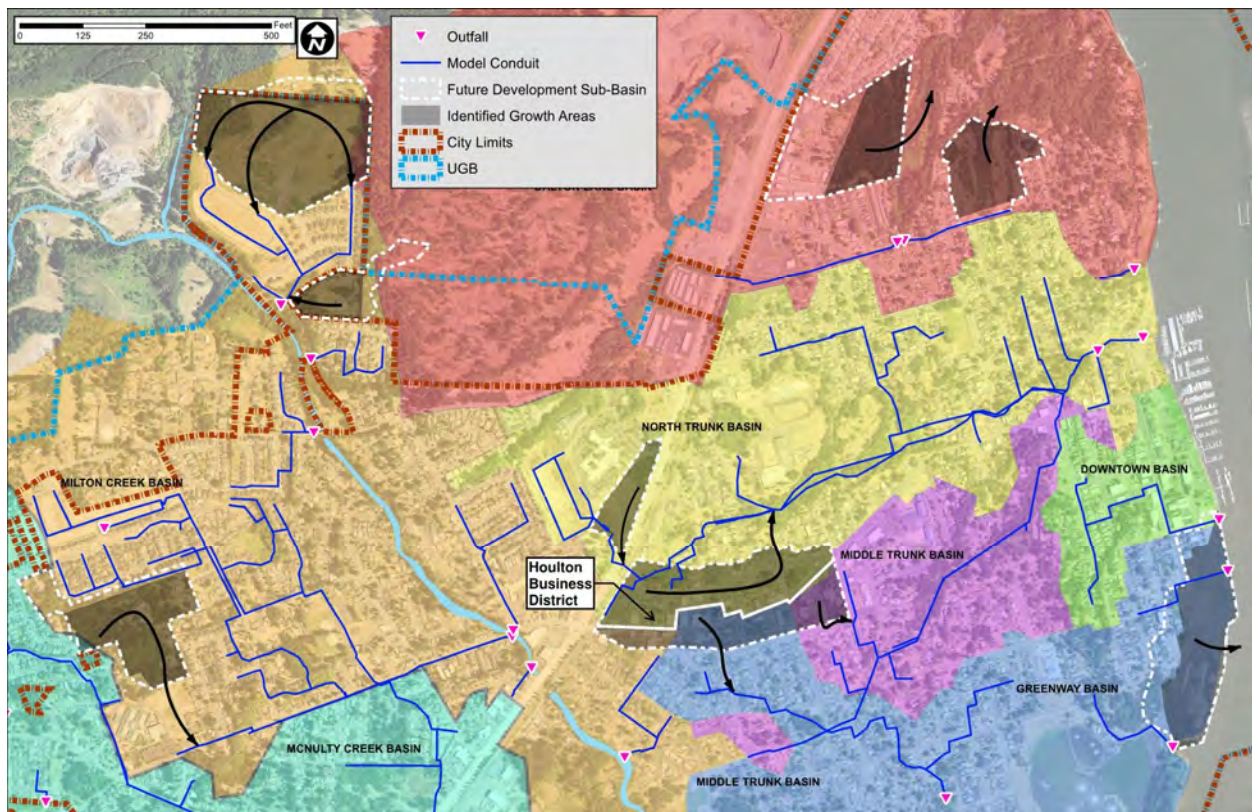 Feet
0 125 250 500
N
Outfall
Model Conduit
Future Development Sub-Basin
Identified Growth Areas
City Limits
UGB
NORTH TRUNK BASIN
DOWNTOWN BASIN
MILTON CREEK BASIN
MIDDLE TRUNK BASIN
Houlton
Business
District
GREENWAY BASIN
MCNULTY CREEK BASIN
MIDDLE TRUNK BASIN